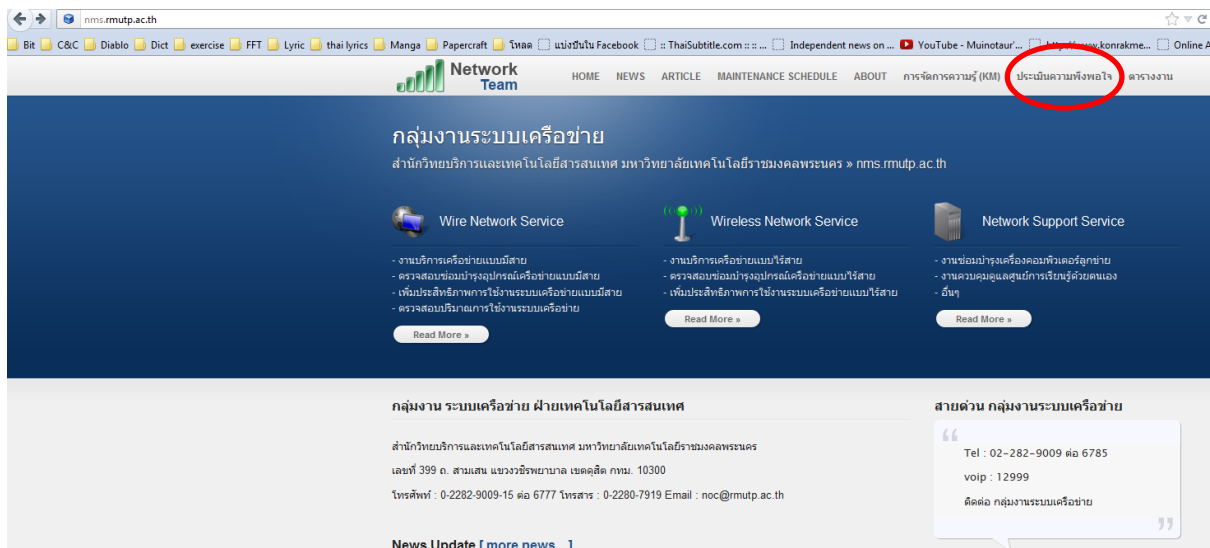 nms.rmutp.ac.th
Bit C&C Diablo Dict exercise FFT Lyric thai lyrics Manga Papercraft โหลด แบ่งปันใน Facebook :: ThaiSubtitle.com :: :: ... Independent news on ... YouTube - Muinotaur'... Online A
Network Team
HOME NEWS ARTICLE MAINTENANCE SCHEDULE ABOUT การจัดการความรู้ (KM) ประเมินความพึงพอใจ ตารางงาน
กลุ่มงานระบบเครือข่าย
สำนักวิทยบริการและเทคโนโลยีสารสนเทศ มหาวิทยาลัยเทคโนโลยีราชมงคลพระนคร » nms.rmutp.ac.th
Wire Network Service
- งานบริการเครือข่ายแบบมีสาย
- ตรวจสอบซ่อมบำรุงอุปกรณ์เครือข่ายแบบมีสาย
- เพิ่มประสิทธิภาพการใช้งานระบบเครือข่ายแบบมีสาย
- ตรวจสอบปริมาณการใช้งานระบบเครือข่าย
Read More »
Wireless Network Service
- งานบริการเครือข่ายแบบไร้สาย
- ตรวจสอบซ่อมบำรุงอุปกรณ์เครือข่ายแบบไร้สาย
- เพิ่มประสิทธิภาพการใช้งานระบบเครือข่ายแบบไร้สาย
Read More »
Network Support Service
- งานซ่อมบำรุงเครื่องคอมพิวเตอร์ลูกข่าย
- งานควบคุมดูแลศูนย์การเรียนรู้ด้วยตนเอง
- อื่นๆ
Read More »
กลุ่มงาน ระบบเครือข่าย ฝ่ายเทคโนโลยีสารสนเทศ
สำนักวิทยบริการและเทคโนโลยีสารสนเทศ มหาวิทยาลัยเทคโนโลยีราชมงคลพระนคร
เลขที่ 399 ถ. สามเสน แขวงวชิรพยาบาล เขตดุสิต กทม. 10300
โทรศัพท์ : 0-2282-9009-15 ต่อ 6777 โทรสาร : 0-2280-7919 Email : noc@rmutp.ac.th
News Update [ more news... ]
สายด่วน กลุ่มงานระบบเครือข่าย
Tel : 02-282-9009 ต่อ 6785
voip : 12999
ติดต่อ กลุ่มงานระบบเครือข่าย